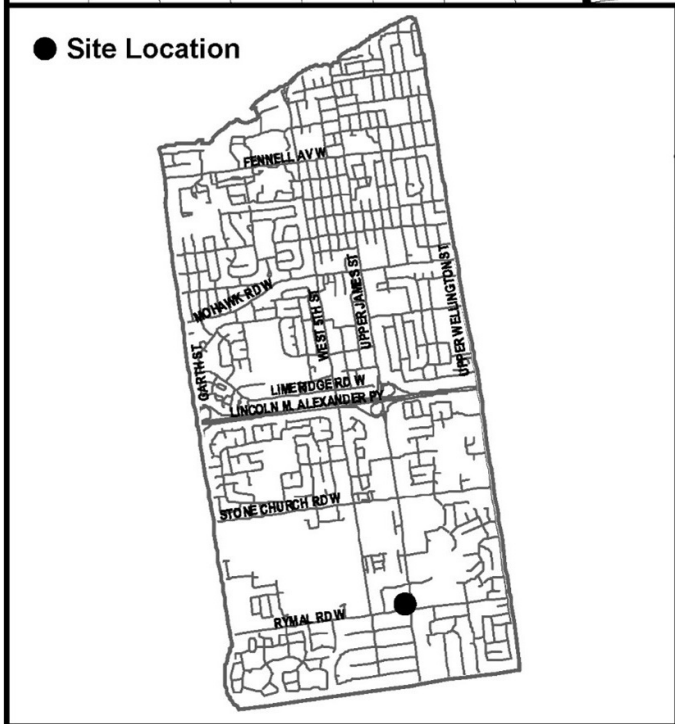 Site Location
FENNELL AV W
MOHAWK RD W
WEST 5TH ST
UPPER JAMES ST
UPPER WELLINGTON ST
GARTH ST
LIMERIDGE RD W
LINCOLN M. ALEXANDER PY
STONE CHURCH RD W
RYMAL RD W